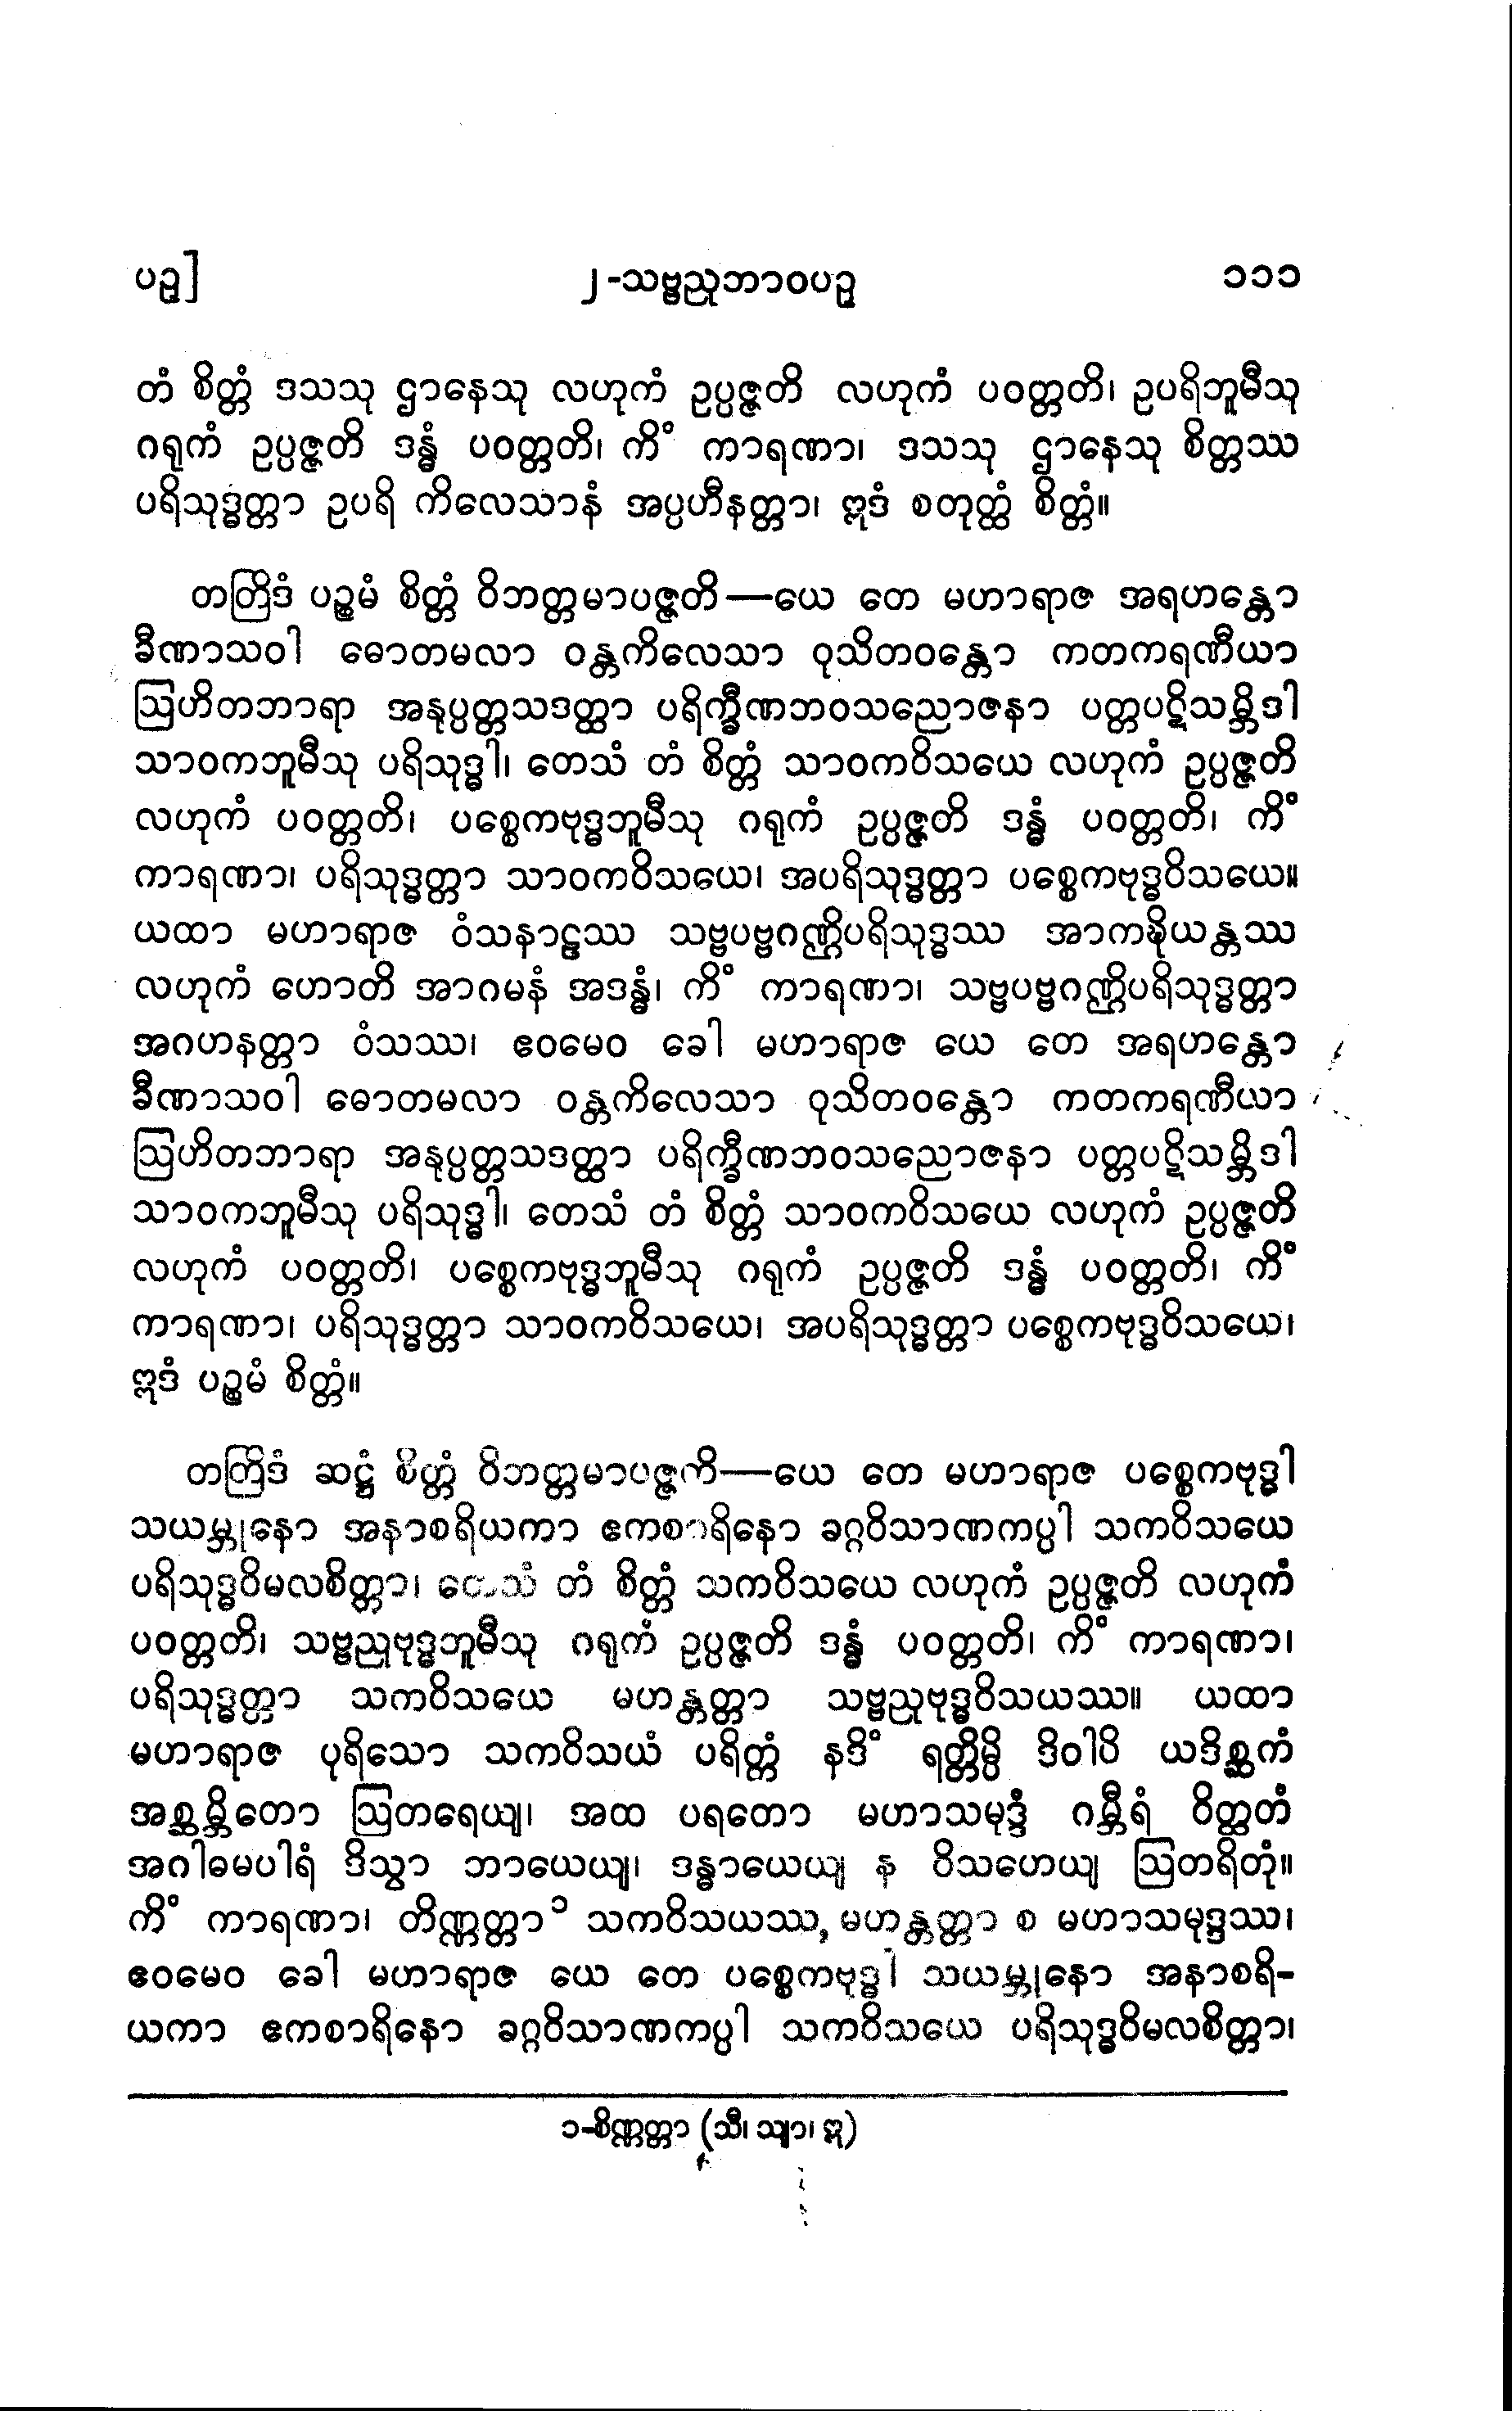 ပဥှ]
၂-သဗ္ဗညုဘာဝပဥှ
၁၁၁
တံ စိတ္တံ ဒသသု ဌာနေသု လဟုကံ ဥပ္ပဇ္ဇတိ လဟုကံ ပဝတ္တတိ၊ ဥပရိဘူမီသု
ဂရုကံ ဥပ္ပဇ္ဇတိ ဒန္ဓံ ပဝတ္တတိ၊ ကိံ ကာရဏာ၊ ဒသသု ဌာနေသု စိတ္တဿ
ပရိသုဒ္ဓတ္တာ ဥပရိ ကိလေသာနံ အပ္ပဟီနတ္တာ၊ ဣဒံ စတုတ္ထံ စိတ္တံ။
တတြိဒံ ပဉ္စမံ စိတ္တံ ဝိဘတ္တမာပဇ္ဇတိ—ယေ တေ မဟာရာဇ အရဟန္တော
ခီဏာသဝါ ဓောတမလာ ဝန္တကိလေသာ ဝုသိတဝန္တော ကတကရဏီယာ
ဩဟိတဘာရာ အနုပ္ပတ္တသဒတ္ထာ ပရိက္ခီဏဘဝသညောဇနာ ပတ္တပဋိသမ္ဘိဒါ
သာဝကဘူမီသု ပရိသုဒ္ဓါ၊ တေသံ တံ စိတ္တံ သာဝကဝိသယေ လဟုကံ ဥပ္ပဇ္ဇတိ
လဟုကံ ပဝတ္တတိ၊ ပစ္စေကဗုဒ္ဓဘူမီသု ဂရုကံ ဥပ္ပဇ္ဇတိ ဒန္ဓံ ပဝတ္တတိ၊ ကိံ
ကာရဏာ၊ ပရိသုဒ္ဓတ္တာ သာဝကဝိသယေ၊ အပရိသုဒ္ဓတ္တာ ပစ္စေကဗုဒ္ဓဝိသယေ။
ယထာ မဟာရာဇ ဝံသနာဠဿ သဗ္ဗပဗ္ဗဂဏ္ဌိပရိသုဒ္ဓဿ အာကဍ္ဎိယန္တဿ
လဟုကံ ဟောတိ အာဂမနံ အဒန္ဓံ၊ ကိံ ကာရဏာ၊ သဗ္ဗပဗ္ဗဂဏ္ဌိပရိသုဒ္ဓတ္တာ
အဂဟနတ္တာ ဝံသဿ၊ ဧဝမေဝ ခေါ မဟာရာဇ ယေ တေ အရဟန္တော
ခီဏာသဝါ ဓောတမလာ ဝန္တကိလေသာ ဝုသိတဝန္တော ကတကရဏီယာ
ဩဟိတဘာရာ အနုပ္ပတ္တသဒတ္ထာ ပရိက္ခီဏဘဝသညောဇနာ ပတ္တပဋိသမ္ဘိဒါ
သာဝကဘူမီသု ပရိသုဒ္ဓါ၊ တေသံ တံ စိတ္တံ သာဝကဝိသယေ လဟုကံ ဥပ္ပဇ္ဇတိ
လဟုကံ ပဝတ္တတိ၊ ပစ္စေကဗုဒ္ဓဘူမီသု ဂရုကံ ဥပ္ပဇ္ဇတိ ဒန္ဓံ ပဝတ္တတိ၊ ကိံ
ကာရဏာ၊ ပရိသုဒ္ဓတ္တာ သာဝကဝိသယေ၊ အပရိသုဒ္ဓတ္တာ ပစ္စေကဗုဒ္ဓဝိသယေ၊
ဣဒံ ပဉ္စမံ စိတ္တံ။
တတြိဒံ ဆဋ္ဌံ စိတ္တံ ဝိဘတ္တမာပဇ္ဇကိ—ယေ တေ မဟာရာဇ ပစ္စေကဗုဒ္ဓါ
သယမ္ဘုနော အနာစရိယကာ ဧကစာရိနော ခဂ္ဂဝိသာဏကပ္ပါ သကဝိသယေ
ပရိသုဒ္ဓဝိမလစိတ္တာ၊ တေသံ တံ စိတ္တံ သကဝိသယေ လဟုကံ ဥပ္ပဇ္ဇတိ လဟုကံ
ပဝတ္တတိ၊ သဗ္ဗညုဗုဒ္ဓဘူမီသု ဂရုကံ ဥပ္ပဇ္ဇတိ ဒန္ဓံ ပဝတ္တတိ၊ ကိံ ကာရဏာ၊
ပရိသုဒ္ဓတ္တာ သကဝိသယေ မဟန္တတ္တာ သဗ္ဗညုဗုဒ္ဓဝိသယဿ။ ယထာ
မဟာရာဇ ပုရိသော သကဝိသယံ ပရိတ္တံ နဒိံ ရတ္တိမ္ပိ ဒိဝါပိ ယဒိစ္ဆကံ
အစ္ဆမ္ဘိတော ဩတရေယျ၊ အထ ပရတော မဟာသမုဒ္ဒံ ဂမ္ဘီရံ ဝိတ္ထတံ
အဂါဓမပါရံ ဒိသွာ ဘာယေယျ၊ ဒန္ဓာယေယျ န ဝိသဟေယျ ဩတရိတုံ။
ကိံ ကာရဏာ၊ တိဏ္ဏတ္တာ၁ သကဝိသယဿ, မဟန္တတ္တာ စ မဟာသမုဒ္ဒဿ၊
ဧဝမေဝ ခေါ မဟာရာဇ ယေ တေ ပစ္စေကဗုဒ္ဓါ သယမ္ဘုနော အနာစရိ-
ယကာ ဧကစာရိနော ခဂ္ဂဝိသာဏကပ္ပါ သကဝိသယေ ပရိသုဒ္ဓဝိမလစိတ္တာ၊
၁-စိဏ္ဏတ္တာ (သီ၊ သျာ၊ ဣ)